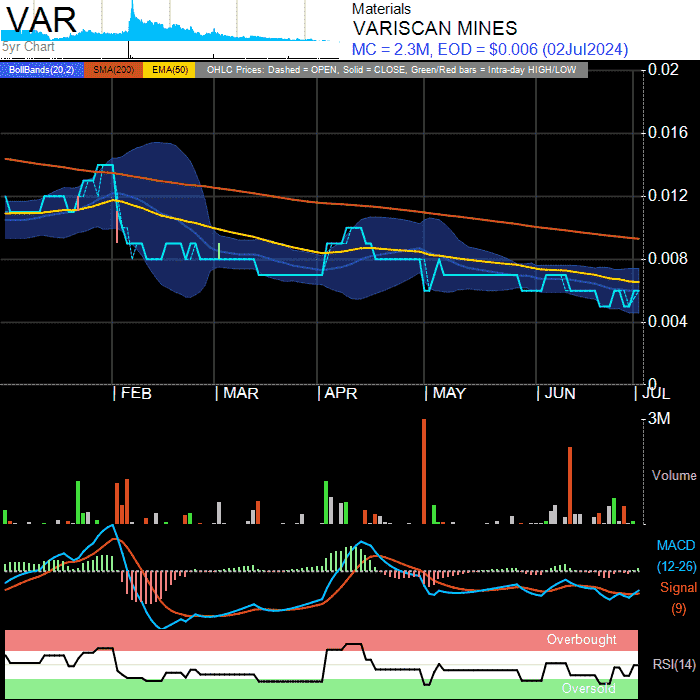 VAR
5yr Chart
Materials
VARISCAN MINES
MC = 2.3M, EOD = $0.006 (02Jul2024)
BollBands(20,2) SMA(200) EMA(50) OHLC Prices: Dashed = OPEN, Solid = CLOSE, Green/Red bars = Intra-day HIGH/LOW
0.02
0.016
0.012
0.008
0.004
0
FEB MAR APR MAY JUN JUL
3M
Volume
MACD
(12-26)
Signal
(9)
Overbought
RSI(14)
Oversold